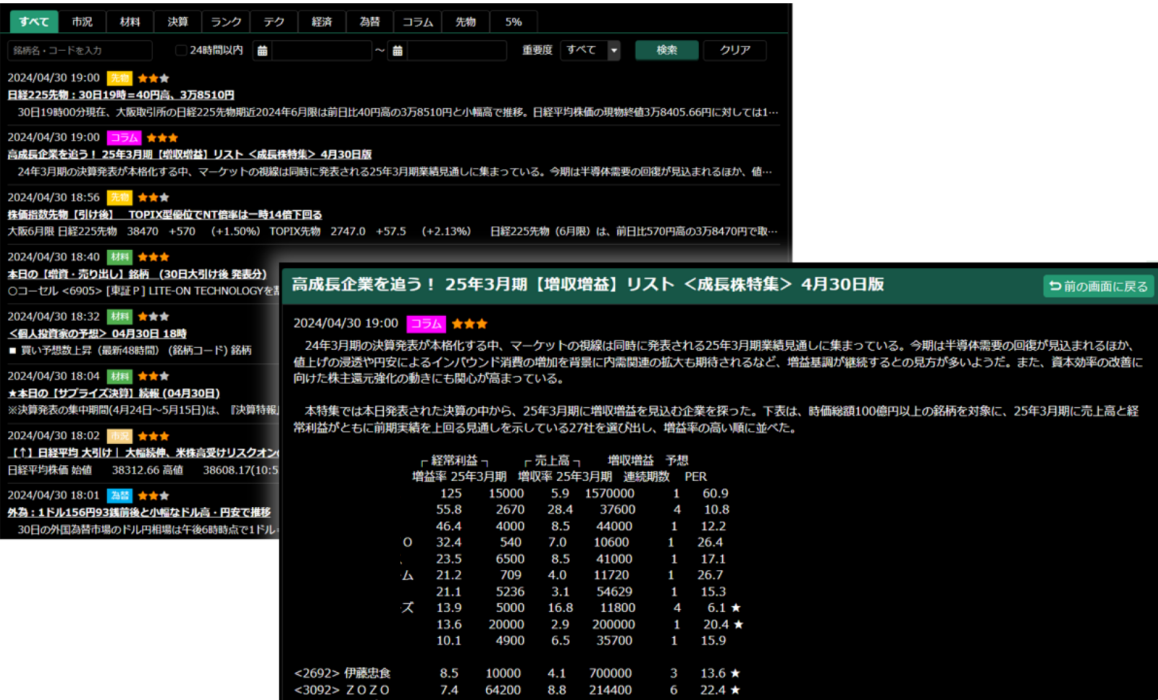 すべて 市況 材料 決算 ランク テク 経済 為替 コラム 先物 5%
銘柄名・コードを入力 24時間以内 ～ 重要度 すべて 検索 クリア
2024/04/30 19:00 先物 ★★★
日経225先物：30日19時＝40円高、3万8510円
30日19時00分現在、大阪取引所の日経225先物期近2024年6月限は前日比40円高の3万8510円と小幅高で推移。日経平均株価の現物終値3万8405.66円に対しては1…
2024/04/30 19:00 コラム ★★★
高成長企業を追う！ 25年3月期【増収増益】リスト ＜成長株特集＞ 4月30日版
24年3月期の決算発表が本格化する中、マーケットの視線は同時に発表される25年3月期業績見通しに集まっている。今期は半導体需要の回復が見込まれるほか、値…
2024/04/30 18:56 先物 ★★★
株価指数先物【引け後】 TOPIX型優位でNT倍率は一時14倍下回る
大阪6月限 日経225先物 38470 +570 (+1.50%) TOPIX先物 2747.0 +57.5 (+2.13%) 日経225先物（6月限）は、前日比570円高の3万8470円で取…
2024/04/30 18:40 材料 ★★★
本日の【増資・売り出し】銘柄 (30日大引け後 発表分)
○コーセル <6905> [東証Ｐ] LITE-ON TECHNOLOGYを
2024/04/30 18:32 材料 ★★★
＜個人投資家の予想＞ 04月30日 18時
■ 買い予想数上昇（最新48時間） (銘柄コード) 銘柄
2024/04/30 18:04 材料 ★★★
★本日の【サプライズ決算】続報 (04月30日)
※決算発表の集中期間(4月24日～5月15日)は、『決算特報』
2024/04/30 18:02 市況 ★★★
【↑】日経平均 大引け｜ 大幅続伸、米株高受けリスクオン
日経平均株価 始値 38312.66 高値 38608.17(10:5
2024/04/30 18:01 為替 ★★★
外為：1ドル156円93銭前後と小幅なドル高・円安で推移
30日の外国為替市場のドル円相場は午後6時時点で1ドル＝
高成長企業を追う！ 25年3月期【増収増益】リスト ＜成長株特集＞ 4月30日版 前の画面に戻る
2024/04/30 19:00 コラム ★★★
24年3月期の決算発表が本格化する中、マーケットの視線は同時に発表される25年3月期業績見通しに集まっている。今期は半導体需要の回復が見込まれるほか、
値上げの浸透や円安によるインバウンド消費の増加を背景に内需関連の拡大も期待されるなど、増益基調が継続するとの見方が多いようだ。また、資本効率の改善に
向けた株主還元強化の動きにも関心が高まっている。
本特集では本日発表された決算の中から、25年3月期に増収増益を見込む企業を探った。下表は、時価総額100億円以上の銘柄を対象に、25年3月期に売上高と経
常利益がともに前期実績を上回る見通しを示している27社を選び出し、増益率の高い順に並べた。
┌ 経常利益 ┐ ┌ 売上高 ┐ 増収増益 予想
増益率 25年3月期 増収率 25年3月期 連続期数 PER
125 15000 5.9 1570000 1 60.9
55.8 2670 28.4 37600 4 10.8
46.4 4000 8.5 44000 1 12.2
Ｏ 32.4 540 7.0 10600 1 26.4
23.5 6500 8.5 41000 1 17.1
ム 21.2 709 4.0 11720 1 26.7
21.1 5236 3.1 54629 1 15.3
ズ 13.9 5000 16.8 11800 4 6.1 ★
13.6 20000 2.9 200000 1 20.4 ★
10.1 4900 6.5 35700 1 15.9
<2692> 伊藤忠食 8.5 10000 4.1 700000 3 13.6 ★
<3092> ＺＯＺＯ 7.4 64200 8.8 214400 6 22.4 ★